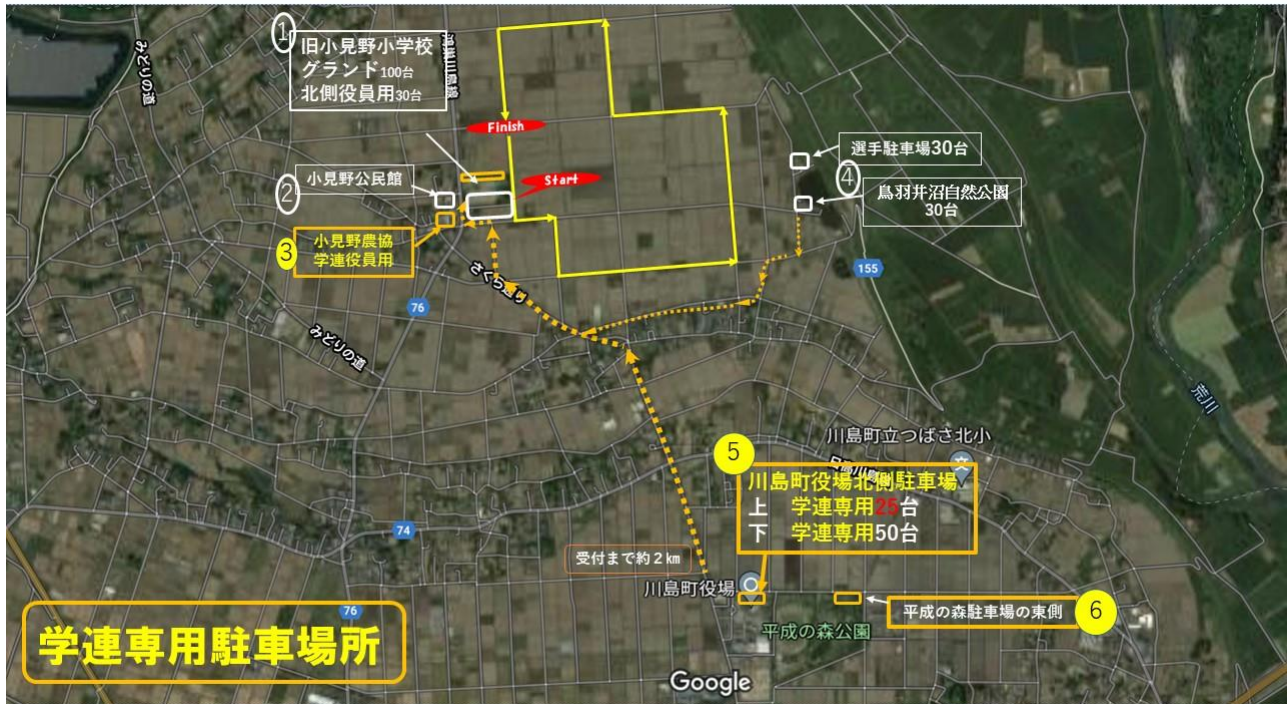 ①
旧小見野小学校
グランド100台
北側役員用30台
鴻巣川島線
みどりの道
Finish
Start
②
小見野公民館
③
小見野農協
学連役員用
選手駐車場30台
④
鳥羽井沼自然公園
30台
155
さくら通り
76
みどりの道
荒川
川島町立つばさ北小
5
川島町役場北側駐車場
上 学連専用25台
下 学連専用50台
74
受付まで約2㎞
川島町役場
平成の森駐車場の東側
6
76
平成の森公園
学連専用駐車場所
Google